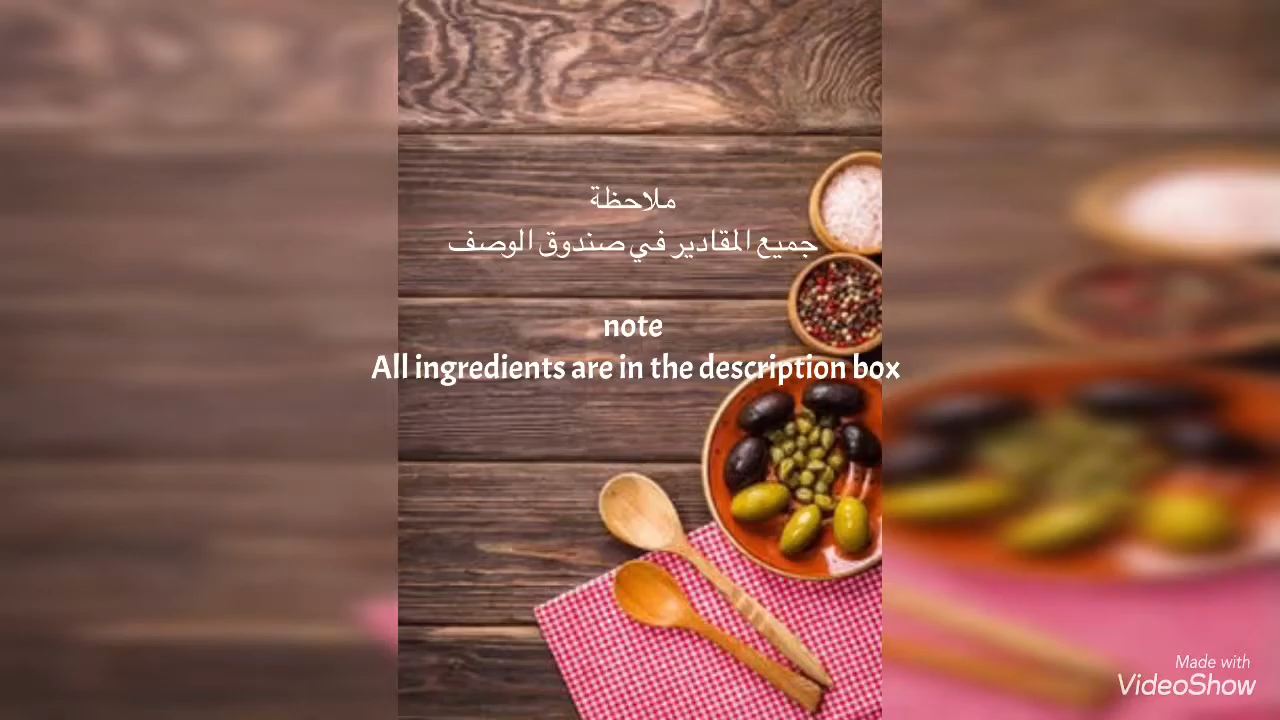 ملاحظة
جميع المقادير في صندوق الوصف
note
All ingredients are in the description box
Made with
VideoShow